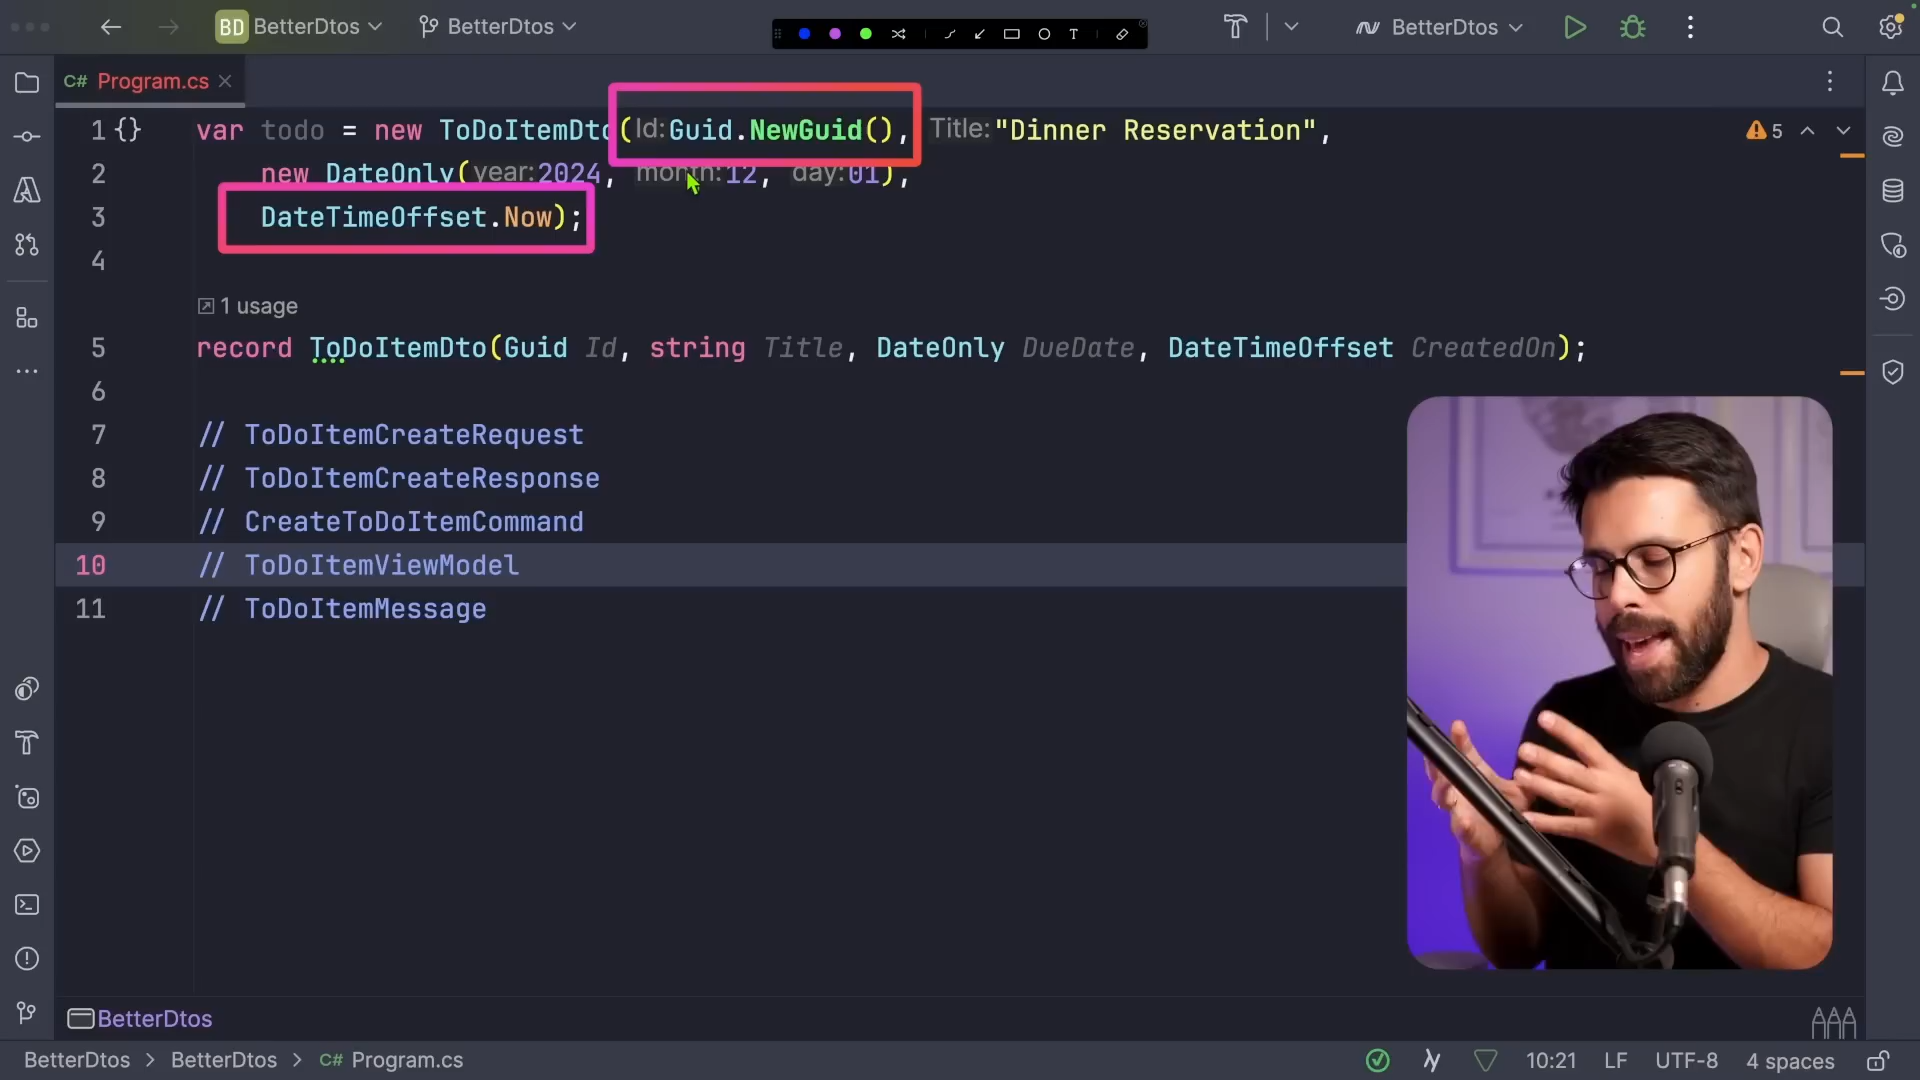 BD BetterDtos BetterDtos T BetterDtos
C# Program.cs
1 {} var todo = new ToDoItemDto(Id:Guid.NewGuid(), Title:"Dinner Reservation", 5
2 new DateOnly(year:2024, month:12, day:01),
3 DateTimeOffset.Now);
4
1 usage
5 record ToDoItemDto(Guid Id, string Title, DateOnly DueDate, DateTimeOffset CreatedOn);
6
7 // ToDoItemCreateRequest
8 // ToDoItemCreateResponse
9 // CreateToDoItemCommand
10 // ToDoItemViewModel
11 // ToDoItemMessage
BetterDtos
BetterDtos > BetterDtos > C# Program.cs 10:21 LF UTF-8 4 spaces